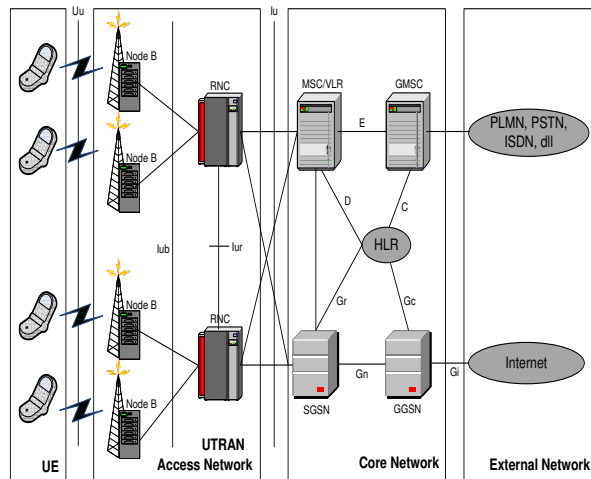 Uu
Iu
Node B
RNC
MSC/VLR
GMSC
E
PLMN, PSTN,
ISDN, dll
Node B
D
C
Iub
Iur
HLR
Node B
RNC
Gr
Gc
Node B
Gn
Gi
Internet
SGSN
GGSN
UE
UTRAN
Access Network
Core Network
External Network